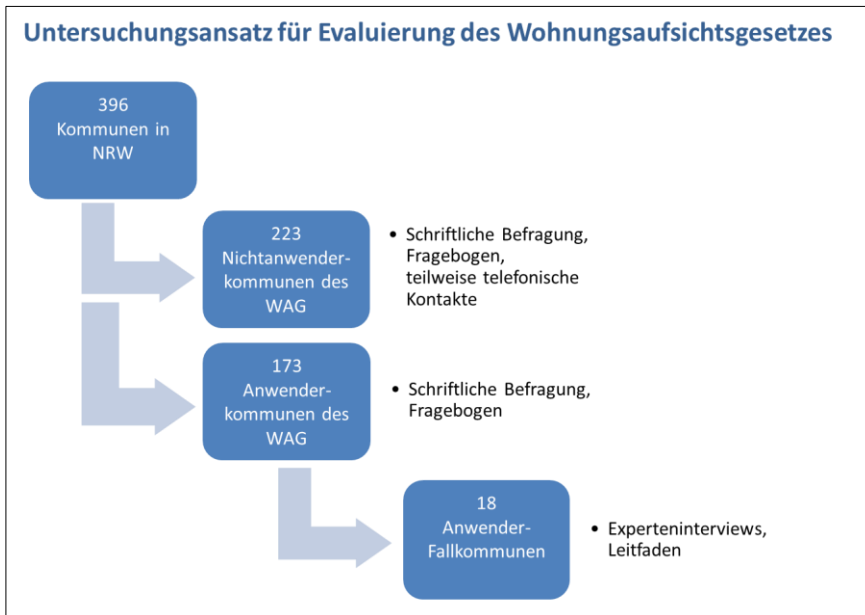 Untersuchungsansatz für Evaluierung des Wohnungsaufsichtsgesetzes
396
Kommunen in
NRW
223
Nichtanwender-
kommunen des
WAG
• Schriftliche Befragung,
Fragebogen,
teilweise telefonische
Kontakte
173
Anwender-
kommunen des
WAG
• Schriftliche Befragung,
Fragebogen
18
Anwender-
Fallkommunen
• Experteninterviews,
Leitfaden